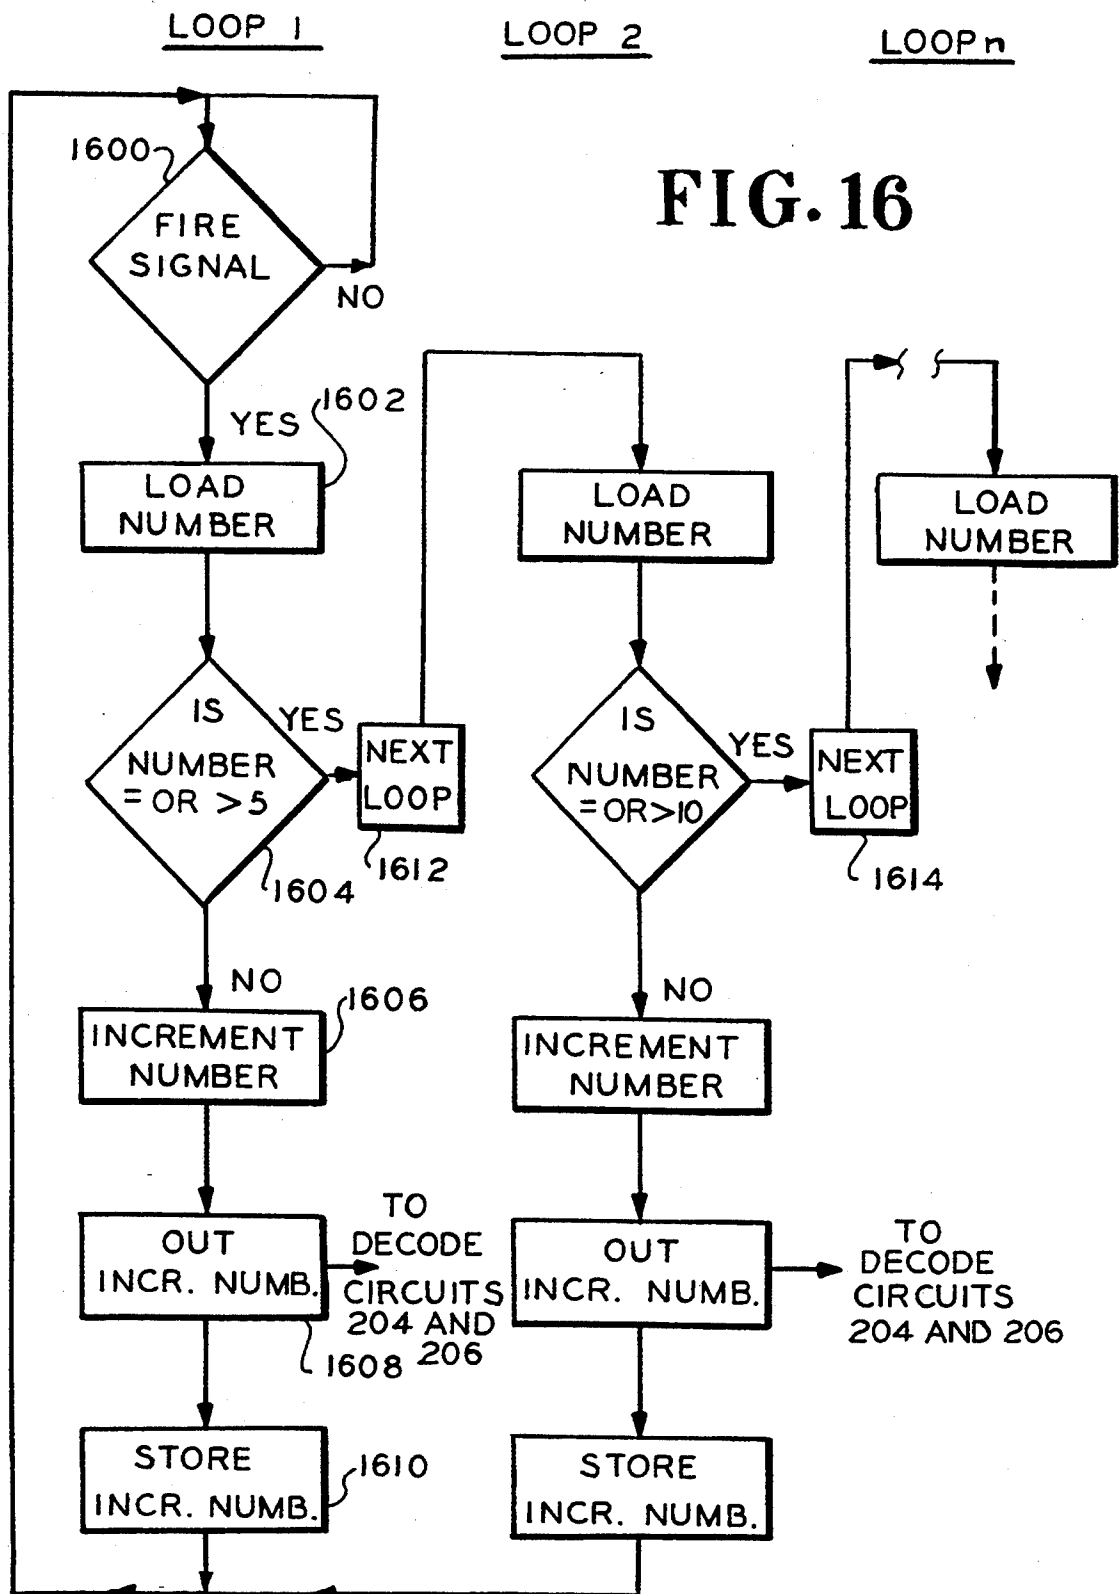 LOOP 1
LOOP 2
LOOPn
FIG. 16
1600
FIRE
SIGNAL
NO
YES
1602
LOAD
NUMBER
IS
NUMBER
= OR >5
YES
1604
NEXT
LOOP
1612
NO
1606
INCREMENT
NUMBER
OUT
INCR. NUMB.
1608
TO
DECODE
CIRCUITS
204 AND
206
STORE
INCR. NUMB.
1610
LOAD
NUMBER
IS
NUMBER
= OR>10
YES
NEXT
LOOP
1614
NO
INCREMENT
NUMBER
OUT
INCR. NUMB.
TO
DECODE
CIRCUITS
204 AND 206
STORE
INCR. NUMB.
LOAD
NUMBER